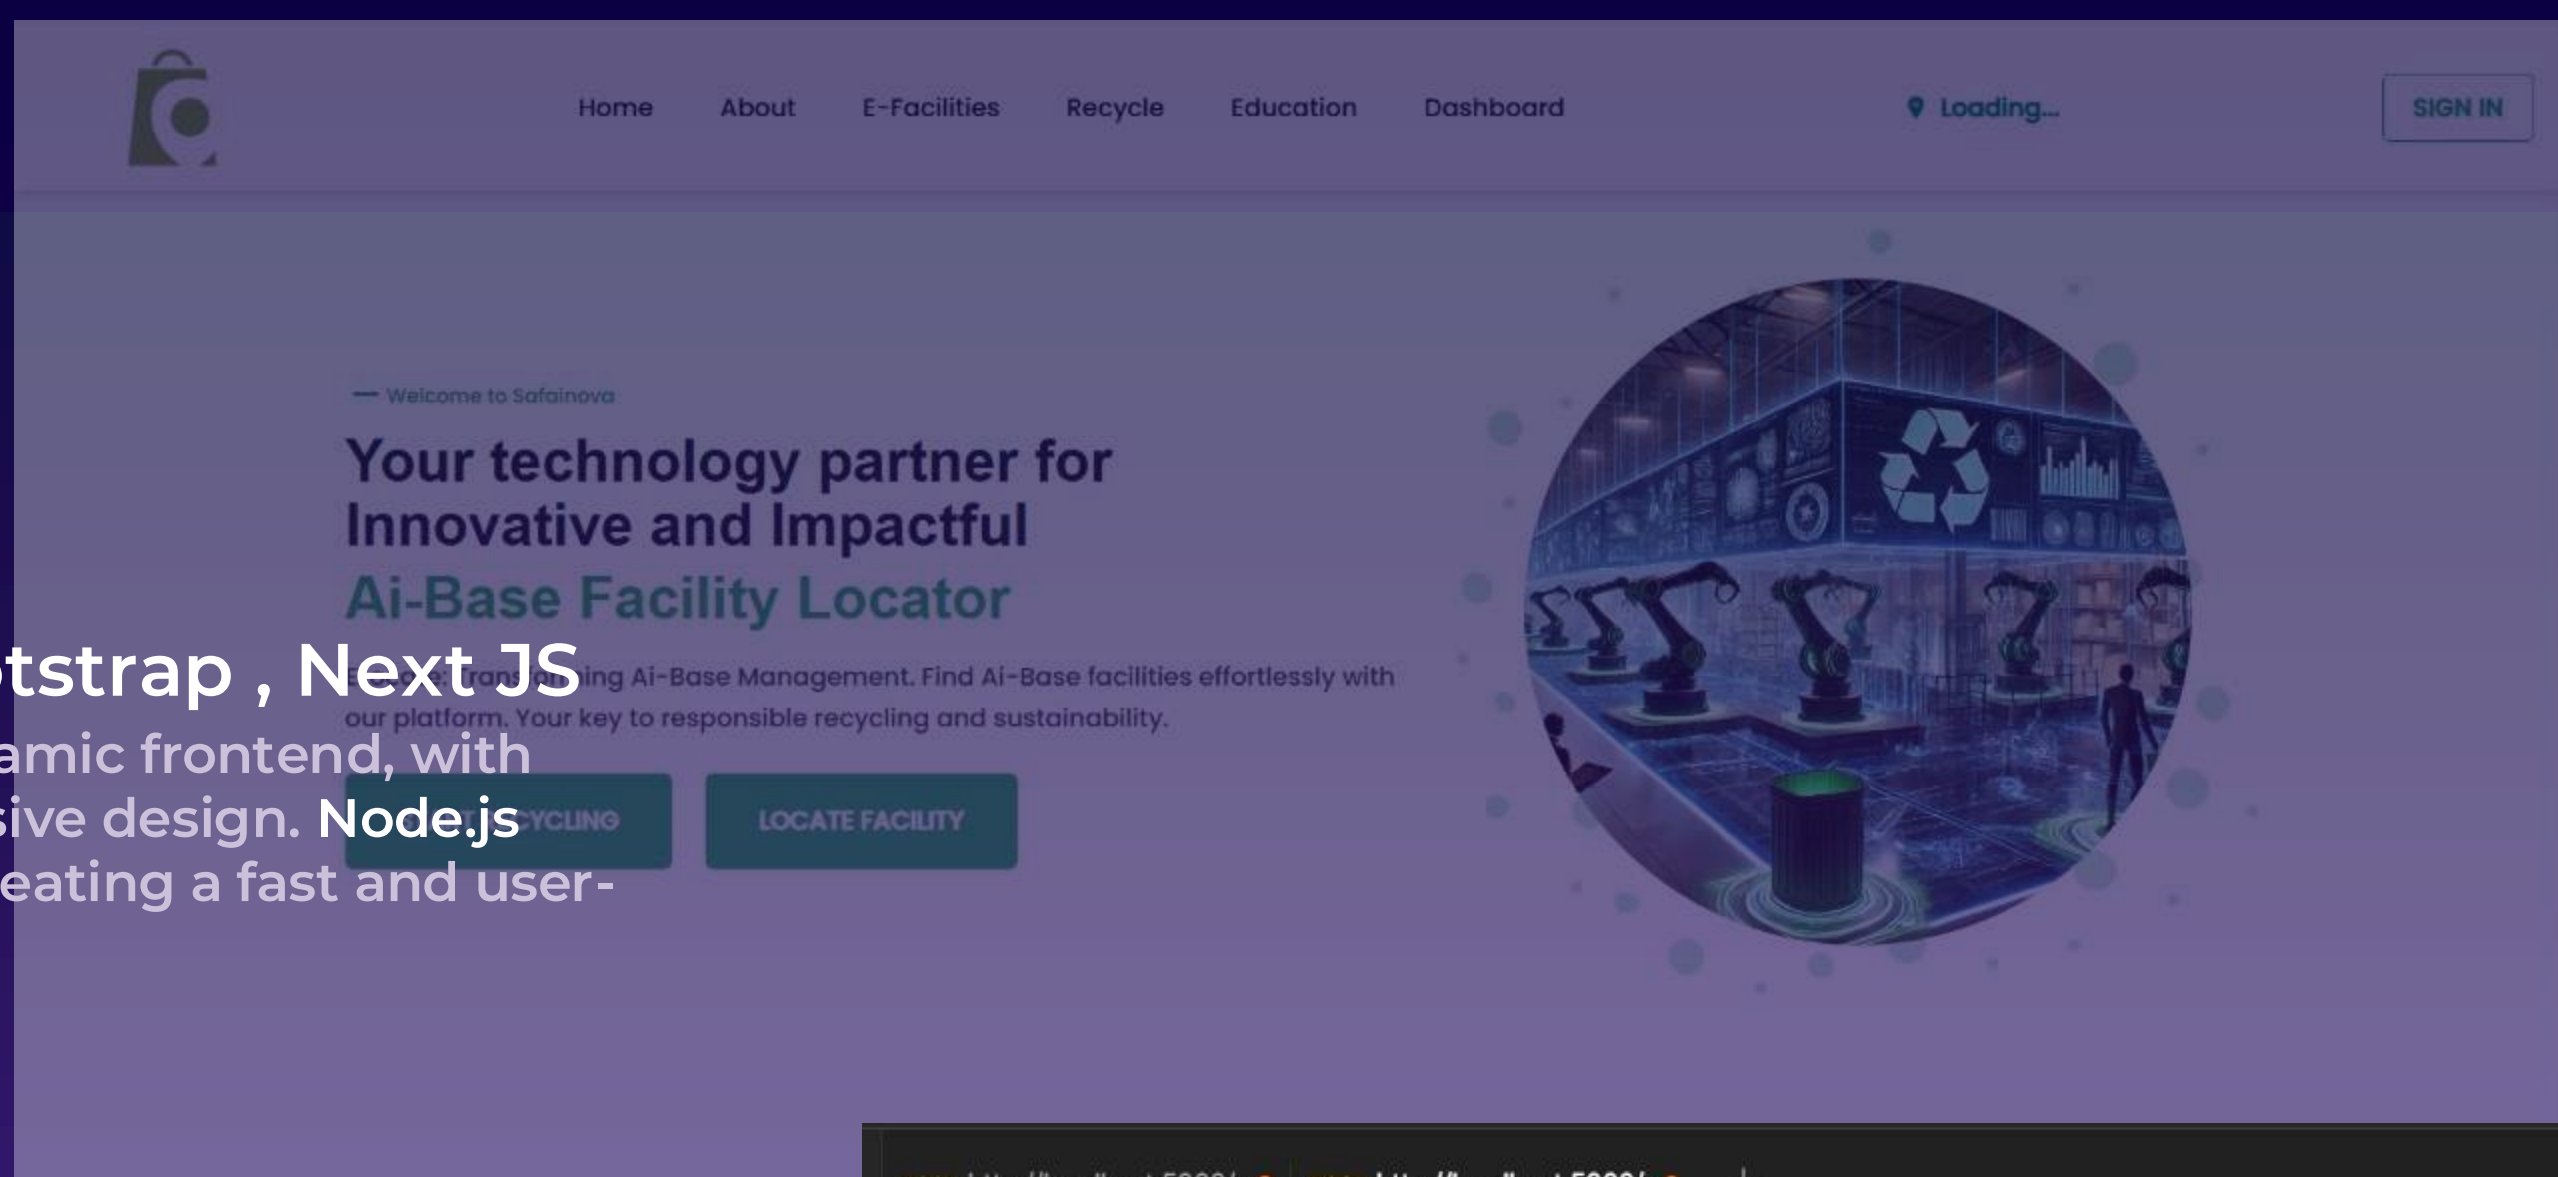 Home About E-Facilities Recycle Education Dashboard Loading... SIGN IN
Welcome to Safainova
Your technology partner for
Innovative and Impactful
Ai-Base Facility Locator
otstrap , Next JS
Ai-Base Management. Find Ai-Base facilities effortlessly with
our platform. Your key to responsible recycling and sustainability.
amic frontend, with
sive design. Node.js
CYCLING LOCATE FACILITY
eating a fast and user-